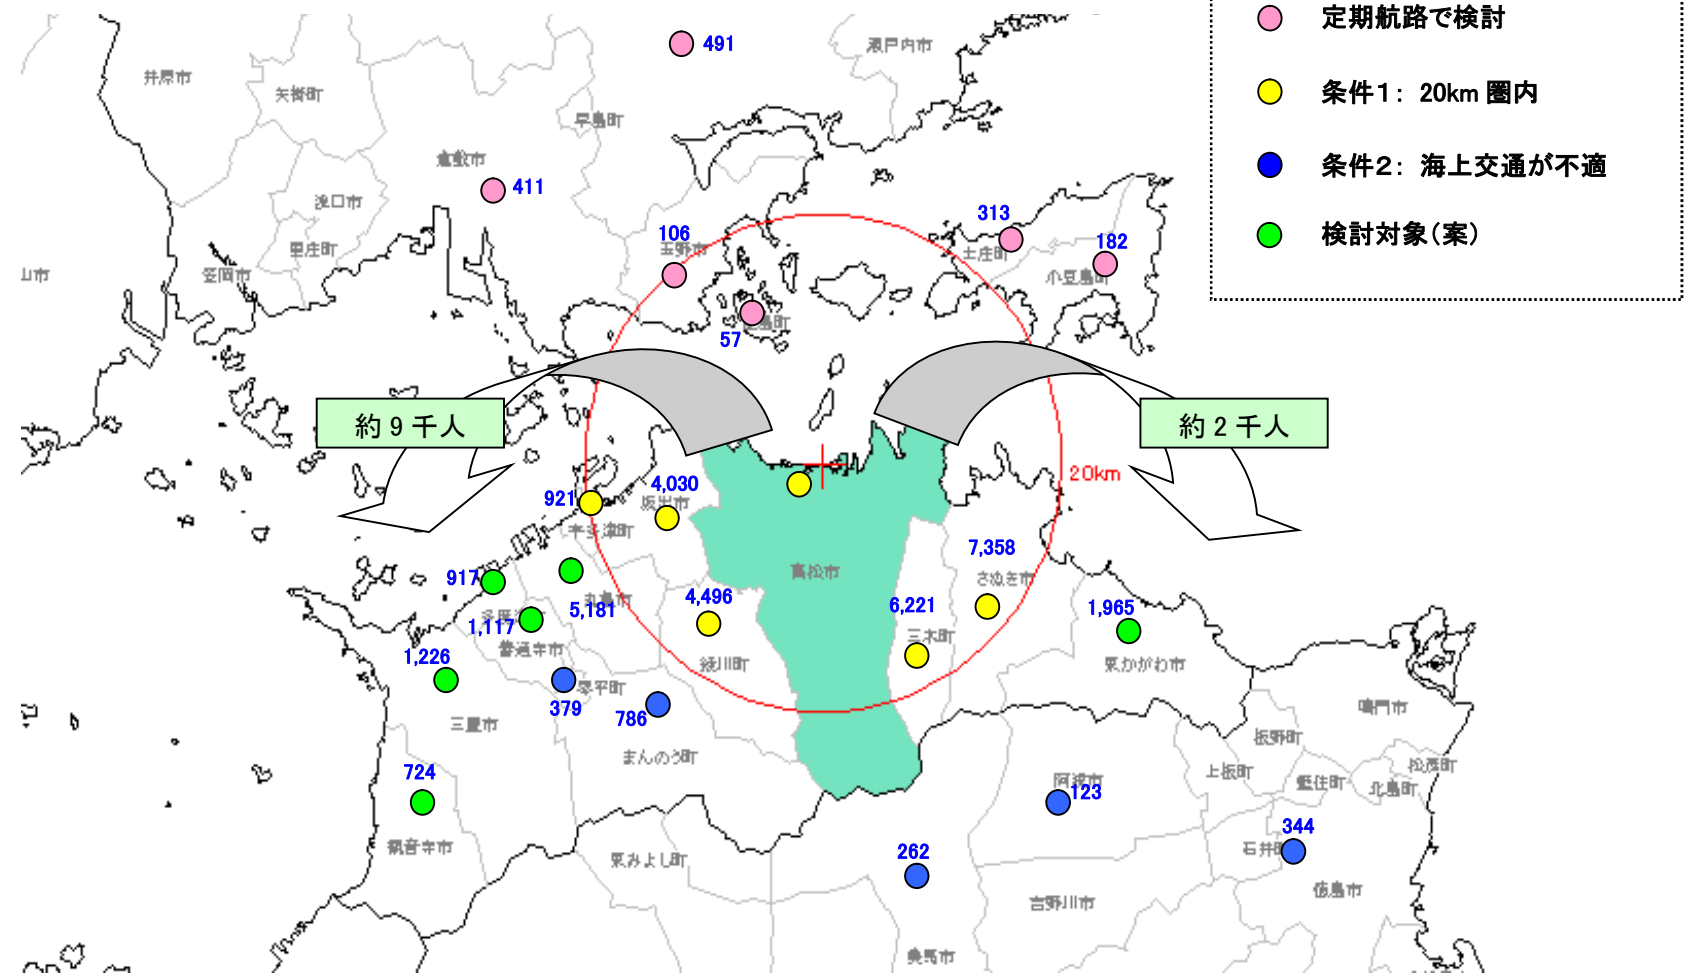 定期航路で検討
491
瀬戸内市
井原市
条件1： 20km 圏内
矢掛町
早島町
倉敷市
条件2： 海上交通が不適
411
浅口市
313
106
検討対象（案）
182
玉野市
里庄町
土庄町
笠岡市
山市
小豆島町
島町
57
約 9 千人
約 2 千人
20km
4,030
921
坂出市
宇多津町
7,358
高松市
さぬき市
917
4,496
丸亀市
5,181
6,221
1,965
1,117
三木町
善通寺市
1,226
綾川町
東かがわ市
琴平町
379
786
三豊市
鳴門市
板野町
まんのう町
724
上板町
松茂町
阿波市
123
藍住町
北島町
344
観音寺市
262
石井町
東みよし町
徳島市
吉野川市
美馬市